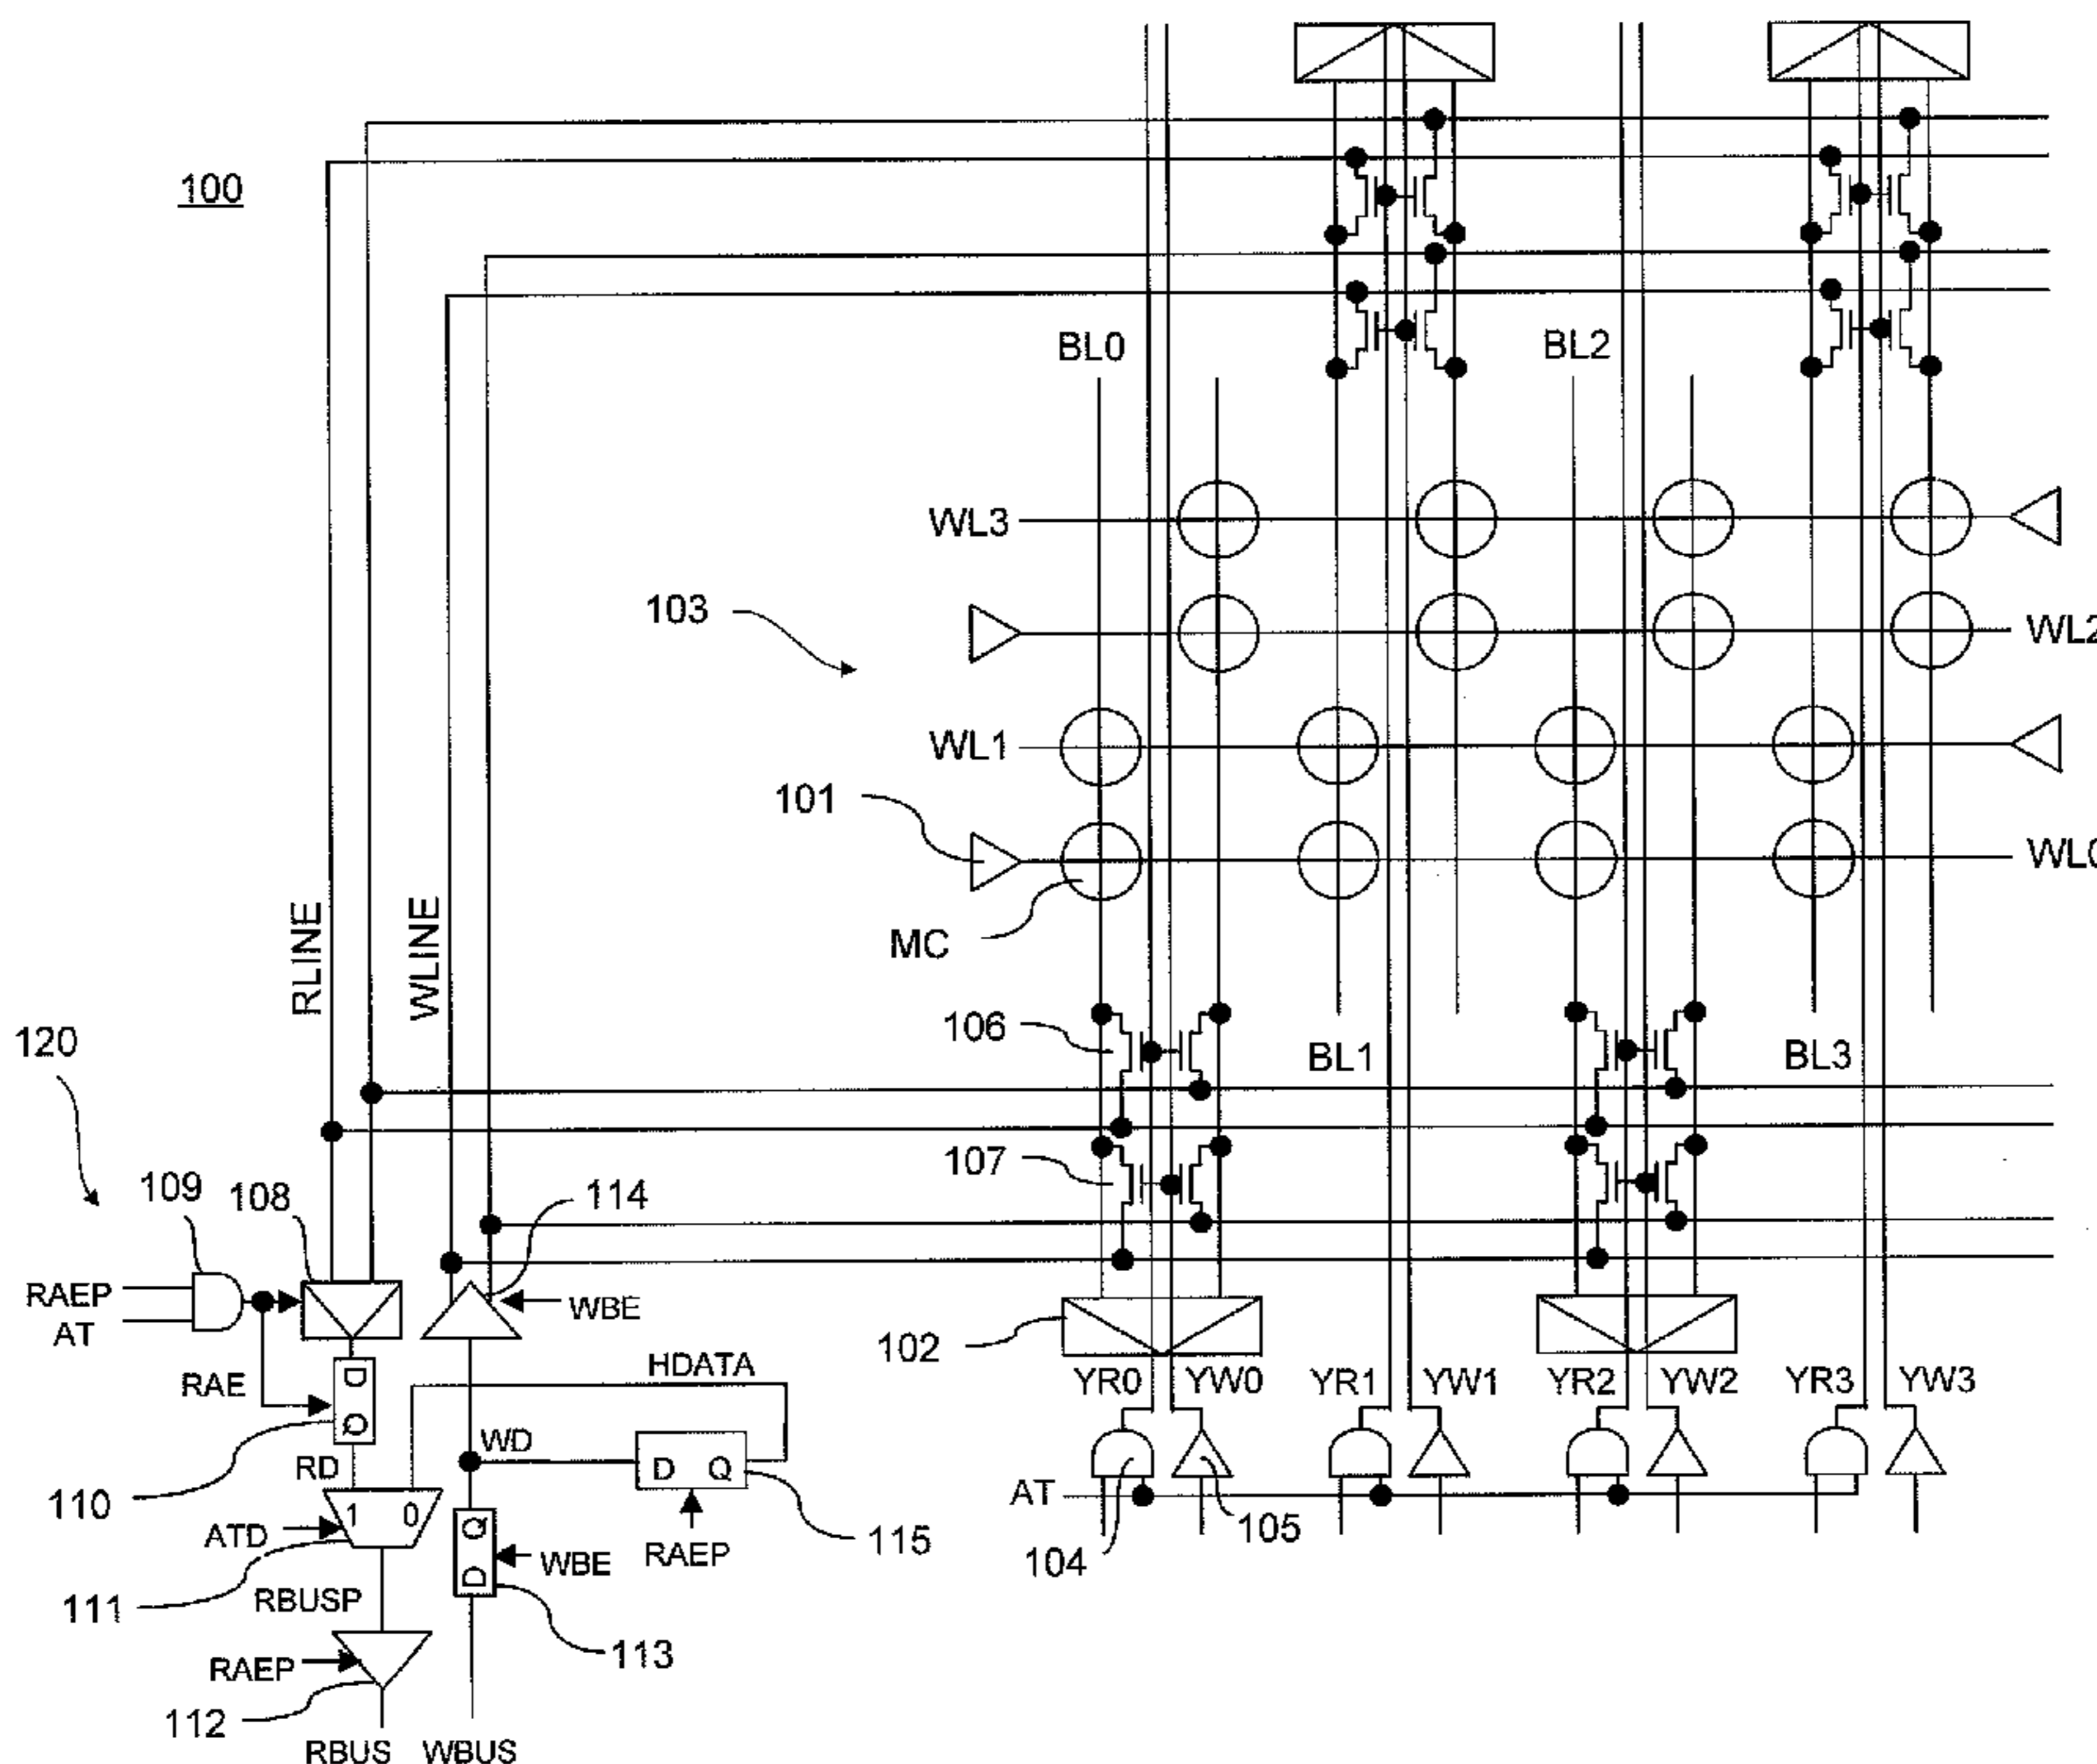 100
BL0
BL2
WL3
103
WL2
WL1
101
WL0
MC
RLINE
WLINE
106
BL1
BL3
120
107
109
108
114
RAEP
AT
WBE
102
HDATA
RAE
YR0
YW0
YR1
YW1
YR2
YW2
YR3
YW3
D
Q
WD
D
Q
RD
AT
110
1
0
Q
115
105
ATD
RAEP
104
WBE
D
111
RBUSP
113
RAEP
112
RBUS
WBUS